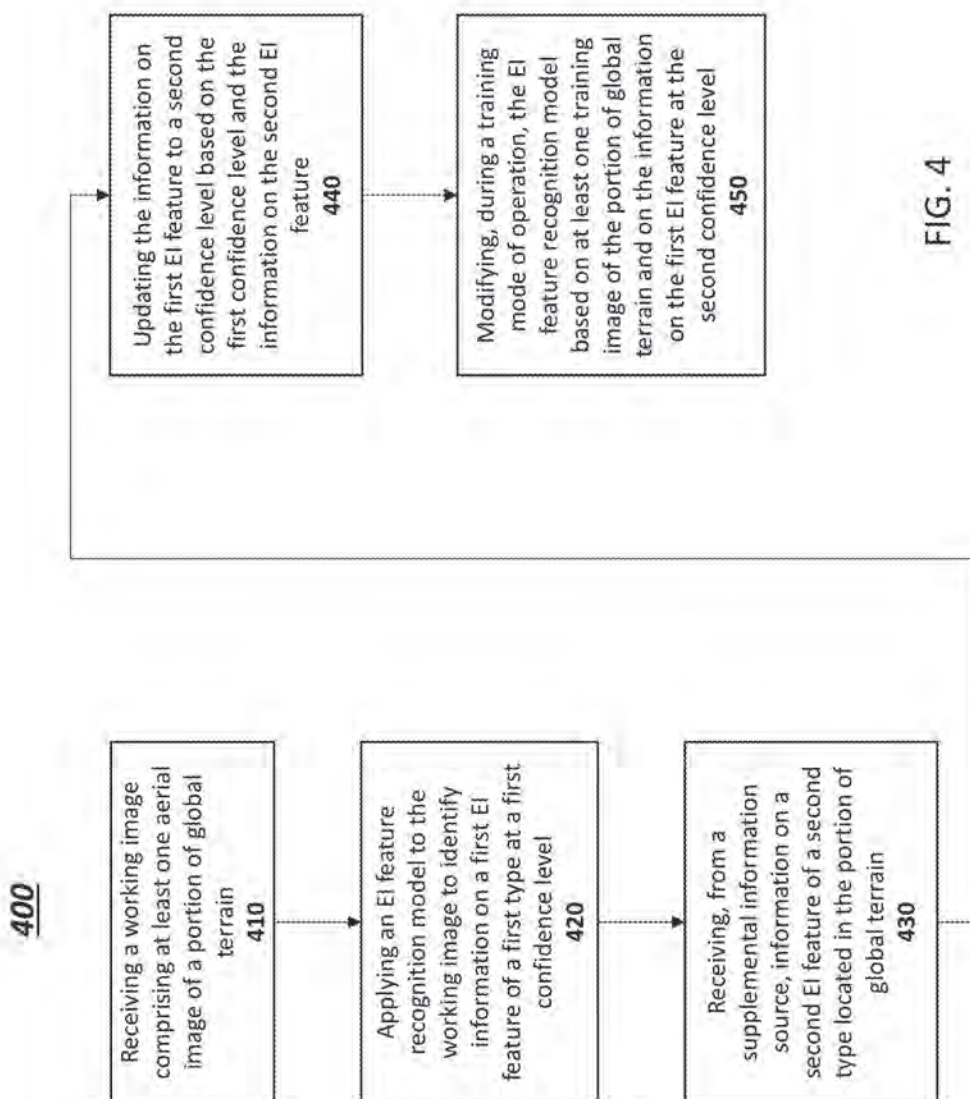 400
Receiving a working image
comprising at least one aerial
image of a portion of global
terrain
410
Applying an EI feature
recognition model to the
working image to identify
information on a first EI
feature of a first type at a first
confidence level
420
Receiving, from a
supplemental information
source, information on a
second EI feature of a second
type located in the portion of
global terrain
430
Updating the information on
the first EI feature to a second
confidence level based on the
first confidence level and the
information on the second EI
feature
440
Modifying, during a training
mode of operation, the EI
feature recognition model
based on at least one training
image of the portion of global
terrain and on the information
on the first EI feature at the
second confidence level
450
FIG. 4